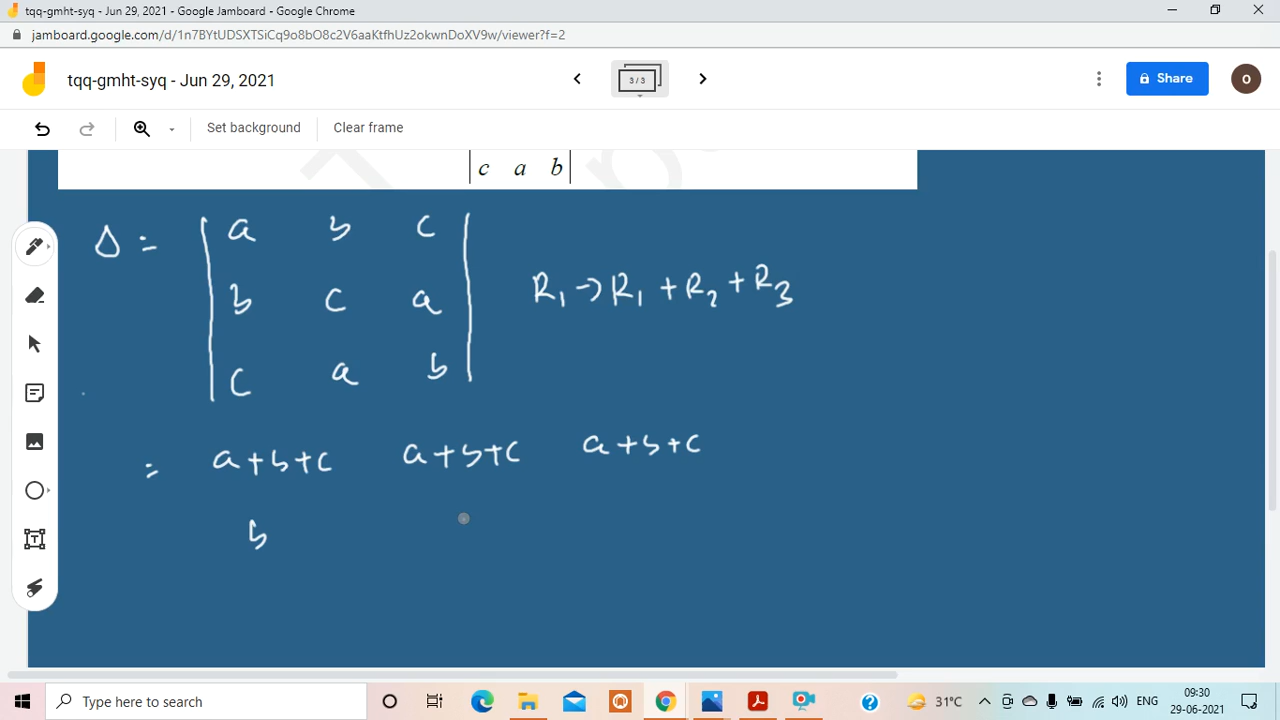 tqq-gmht-syq - Jun 29, 2021 - Google Jamboard - Google Chrome
jamboard.google.com/d/1n7BYtUDSXTSiCq9o8bO8c2V6aaKtfhUz2okwnDoXV9w/viewer?f=2
tqq-gmht-syq - Jun 29, 2021
3 / 3
Share
O
Set background
Clear frame
c a b
Δ = | a b c |
b c a
R₁ → R₁ + R₂ + R₃
c a b
= a+b+c a+b+c a+b+c
b
Type here to search
31°C
ENG
09:30
29-06-2021